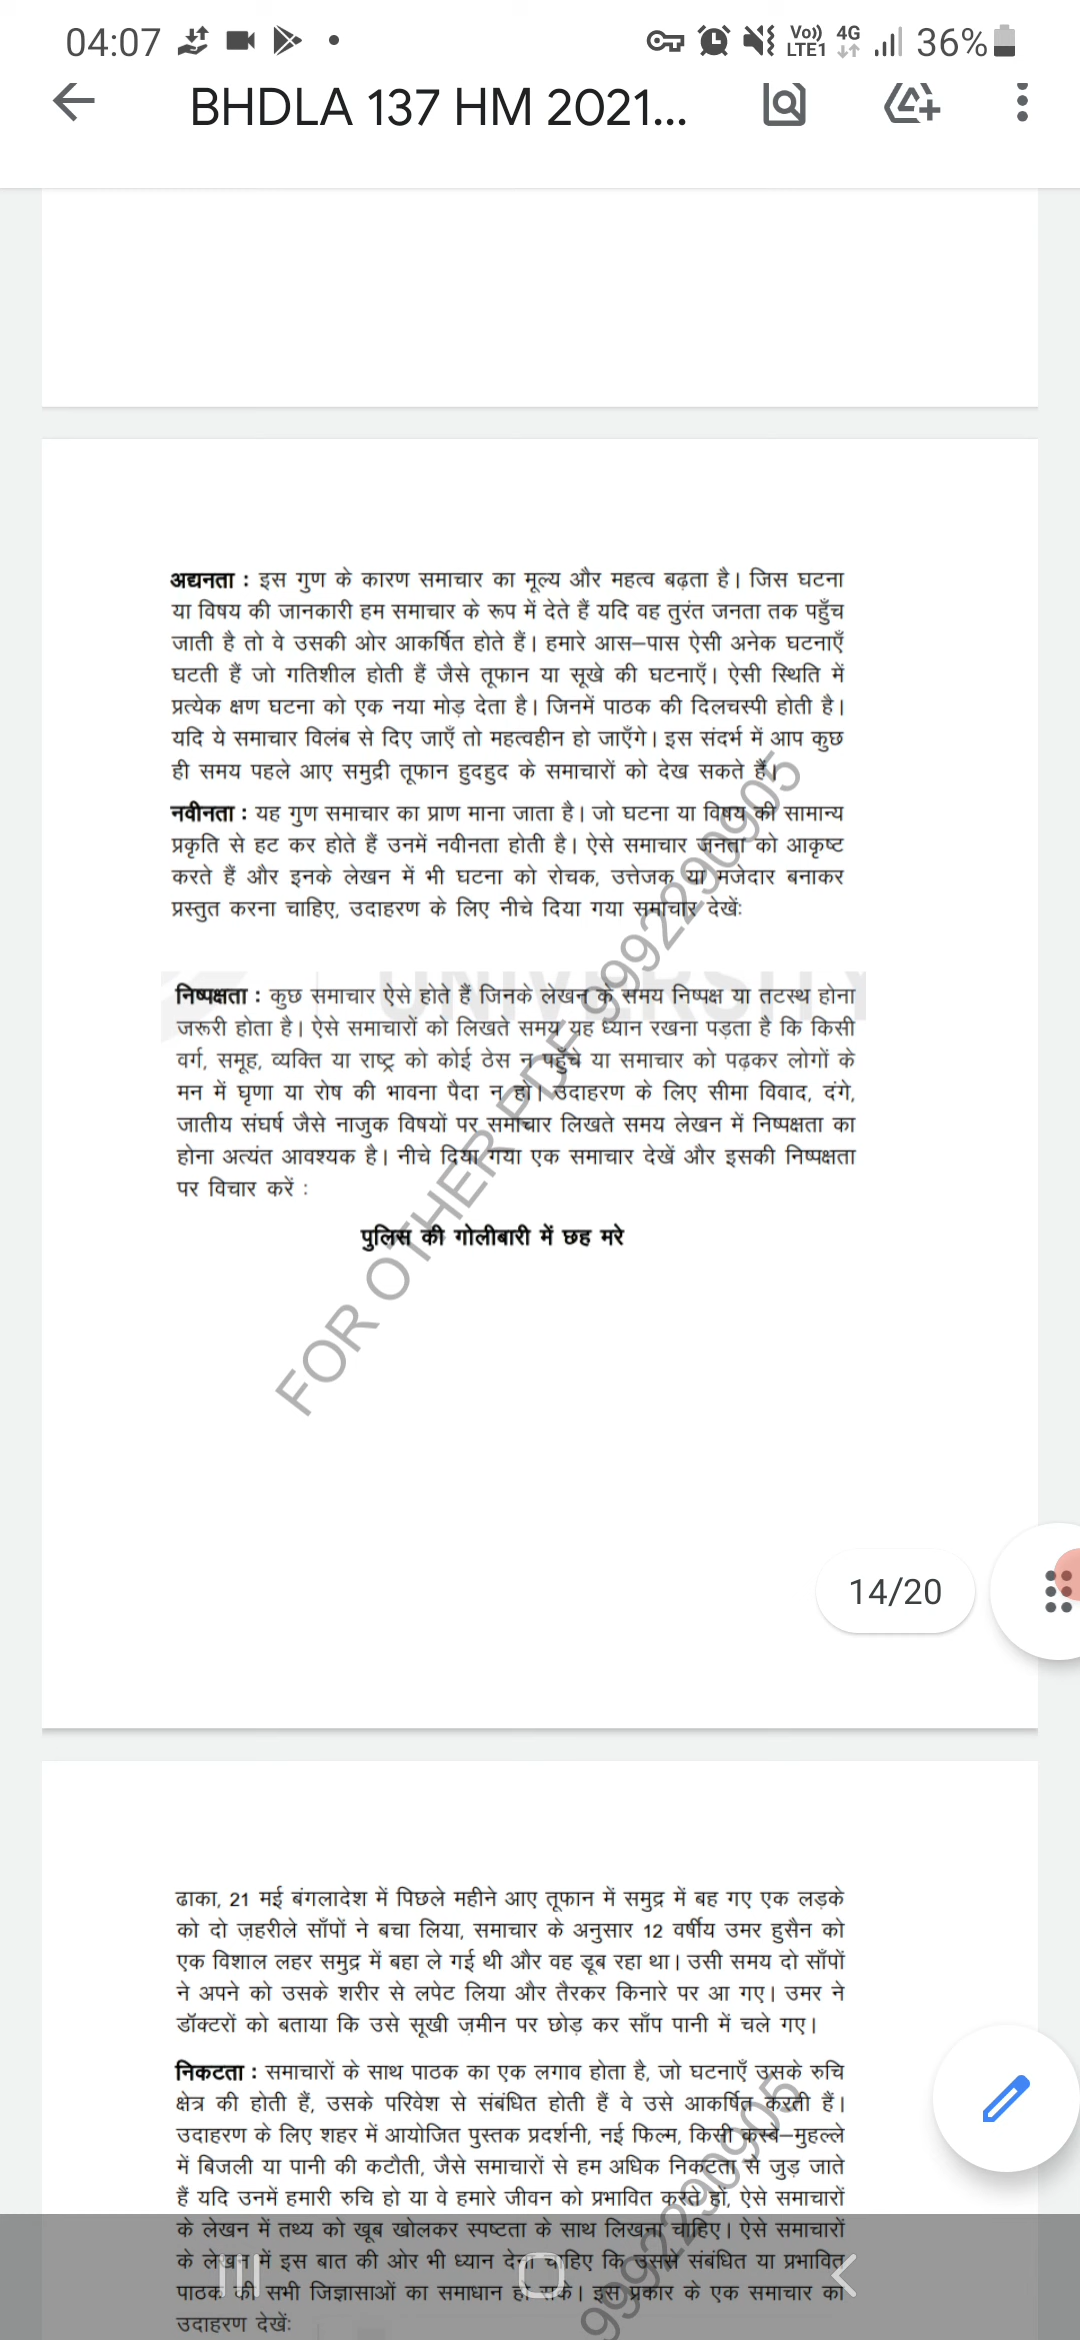 04:07
Vo)) LTE1 4G 36%
BHDLA 137 HM 2021...
अद्यनता : इस गुण के कारण समाचार का मूल्य और महत्व बढ़ता है। जिस घटना
या विषय की जानकारी हम समाचार के रूप में देते हैं यदि वह तुरंत जनता तक पहुँच
जाती है तो वे उसकी ओर आकर्षित होते हैं। हमारे आस–पास ऐसी अनेक घटनाएँ
घटती हैं जो गतिशील होती हैं जैसे तूफान या सूखे की घटनाएँ। ऐसी स्थिति में
प्रत्येक क्षण घटना को एक नया मोड़ देता है। जिनमें पाठक की दिलचस्पी होती है।
यदि ये समाचार विलंब से दिए जाएँ तो महत्वहीन हो जाएँगे। इस संदर्भ में आप कुछ
ही समय पहले आए समुद्री तूफान हुदहुद के समाचारों को देख सकते हैं।
नवीनता : यह गुण समाचार का प्राण माना जाता है। जो घटना या विषय की सामान्य
प्रकृति से हट कर होते हैं उनमें नवीनता होती है। ऐसे समाचार जनता को आकृष्ट
करते हैं और इनके लेखन में भी घटना को रोचक, उत्तेजक या मजेदार बनाकर
प्रस्तुत करना चाहिए, उदाहरण के लिए नीचे दिया गया समाचार देखेंः
UNIVERSITY
निष्पक्षता : कुछ समाचार ऐसे होते हैं जिनके लेखन के समय निष्पक्ष या तटस्थ होना
जरूरी होता है। ऐसे समाचारों को लिखते समय यह ध्यान रखना पड़ता है कि किसी
वर्ग, समूह, व्यक्ति या राष्ट्र को कोई ठेस न पहुँचे या समाचार को पढ़कर लोगों के
मन में घृणा या रोष की भावना पैदा न हो। उदाहरण के लिए सीमा विवाद, दंगे,
जातीय संघर्ष जैसे नाजुक विषयों पर समाचार लिखते समय लेखन में निष्पक्षता का
होना अत्यंत आवश्यक है। नीचे दिया गया एक समाचार देखें और इसकी निष्पक्षता
पर विचार करें :
पुलिस की गोलीबारी में छह मरे
FOR OTHER PDF 9992290905
14/20
ढाका, 21 मई बंगलादेश में पिछले महीने आए तूफान में समुद्र में बह गए एक लड़के
को दो ज़हरीले साँपों ने बचा लिया, समाचार के अनुसार 12 वर्षीय उमर हुसैन को
एक विशाल लहर समुद्र में बहा ले गई थी और वह डूब रहा था। उसी समय दो साँपों
ने अपने को उसके शरीर से लपेट लिया और तैरकर किनारे पर आ गए। उमर ने
डॉक्टरों को बताया कि उसे सूखी ज़मीन पर छोड़ कर साँप पानी में चले गए।
निकटता : समाचारों के साथ पाठक का एक लगाव होता है, जो घटनाएँ उसके रुचि
क्षेत्र की होती हैं, उसके परिवेश से संबंधित होती हैं वे उसे आकर्षित करती हैं।
उदाहरण के लिए शहर में आयोजित पुस्तक प्रदर्शनी, नई फिल्म, किसी कस्बे–मुहल्ले
में बिजली या पानी की कटौती, जैसे समाचारों से हम अधिक निकटता से जुड़ जाते
हैं यदि उनमें हमारी रुचि हो या वे हमारे जीवन को प्रभावित करते हों, ऐसे समाचारों
के लेखन में तथ्य को खूब खोलकर स्पष्टता के साथ लिखना चाहिए। ऐसे समाचारों
के लेखन में इस बात की ओर भी ध्यान देना चाहिए कि उससे संबंधित या प्रभावित
पाठक की सभी जिज्ञासाओं का समाधान हो सके। इस प्रकार के एक समाचार का
उदाहरण देखेंः
9992290905